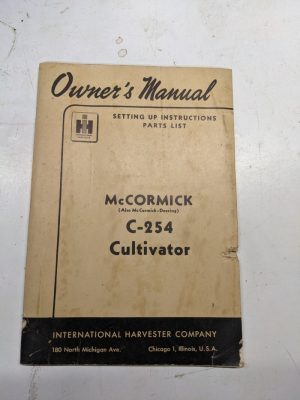 Owner's Manual
SETTING UP INSTRUCTIONS
PARTS LIST
IH
McCORMICK
(Also McCormick-Deering)
C-254
Cultivator
INTERNATIONAL HARVESTER COMPANY
180 North Michigan Ave. Chicago 1, Illinois, U.S.A.